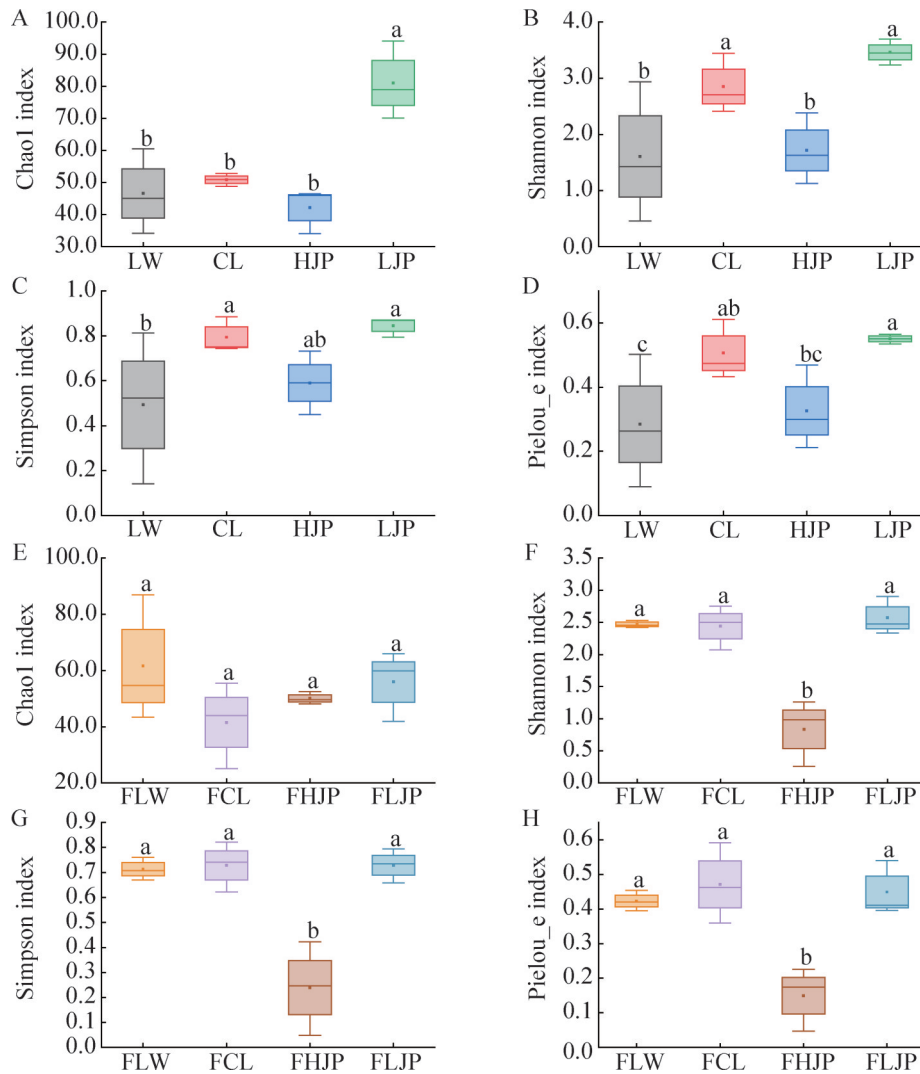 A
Chao1 index
100.0
90.0
80.0
70.0
60.0
50.0
40.0
30.0
b
b
b
a
LW CL HJP LJP
B
Shannon index
4.0
3.0
2.0
1.0
0.0
b
a
b
a
LW CL HJP LJP
C
Simpson index
1.0
0.8
0.6
0.4
0.2
0.0
b
a
ab
a
LW CL HJP LJP
D
Pielou_e index
0.6
0.4
0.2
0.0
c
ab
bc
a
LW CL HJP LJP
E
Chao1 index
100.0
80.0
60.0
40.0
20.0
a
a
a
a
FLW FCL FHJP FLJP
F
Shannon index
3.5
3.0
2.5
2.0
1.5
1.0
0.5
0.0
a
a
b
a
FLW FCL FHJP FLJP
G
Simpson index
0.9
0.8
0.7
0.6
0.5
0.4
0.3
0.2
0.1
0.0
a
a
b
a
FLW FCL FHJP FLJP
H
Pielou_e index
0.6
0.5
0.4
0.3
0.2
0.1
0.0
a
a
b
a
FLW FCL FHJP FLJP